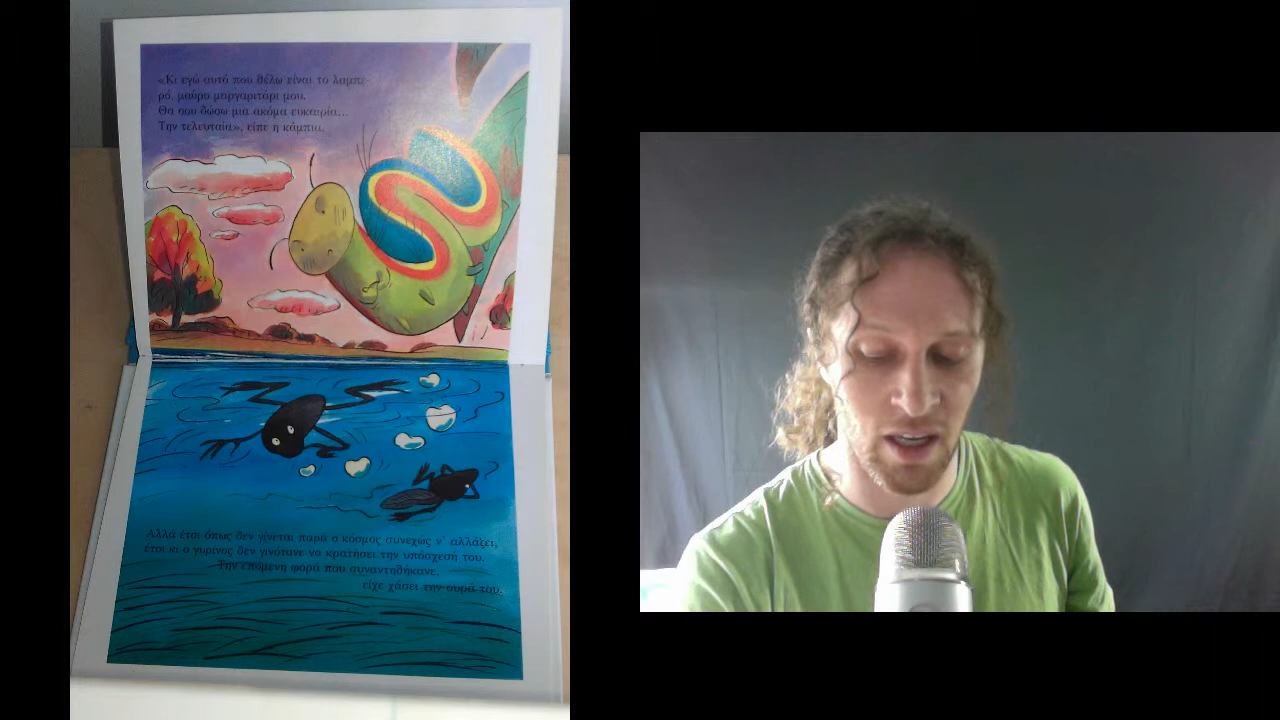 «Κι εγώ αυτό που θέλω είναι το λαμπε-
ρό, μαύρο μαργαριτάρι μου.
Θα σου δώσω μια ακόμα ευκαιρία...
Την τελευταία», είπε η κάμπια.
Αλλά έτσι όπως δεν γίνεται παρά ο κόσμος συνεχώς ν' αλλάζει,
έτσι κι ο γυρίνος δεν γινότανε να κρατήσει την υπόσχεσή του.
Την επόμενη φορά που συναντηθήκανε,
είχε χάσει την ουρά του.